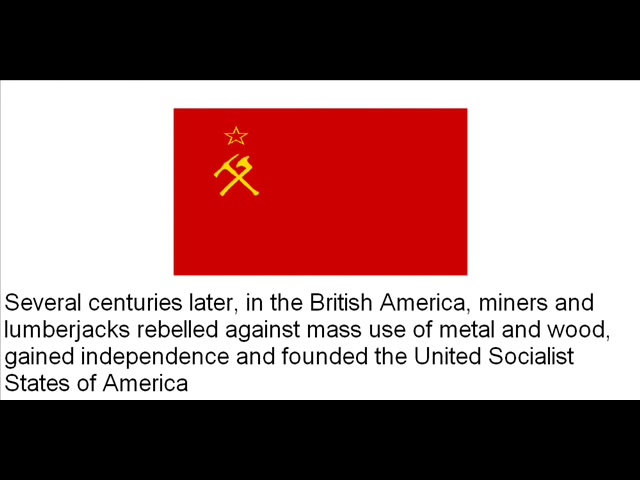 Several centuries later, in the British America, miners and
lumberjacks rebelled against mass use of metal and wood,
gained independence and founded the United Socialist
States of America